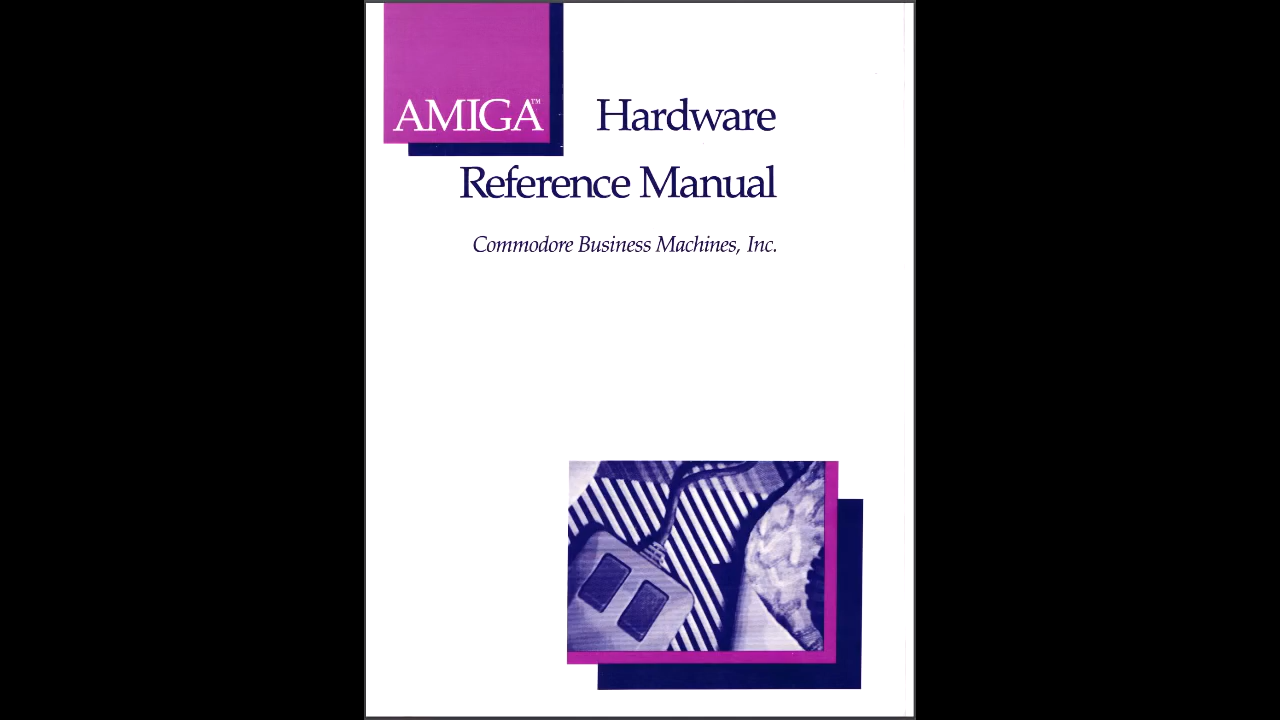 AMIGA™ Hardware
Reference Manual
Commodore Business Machines, Inc.